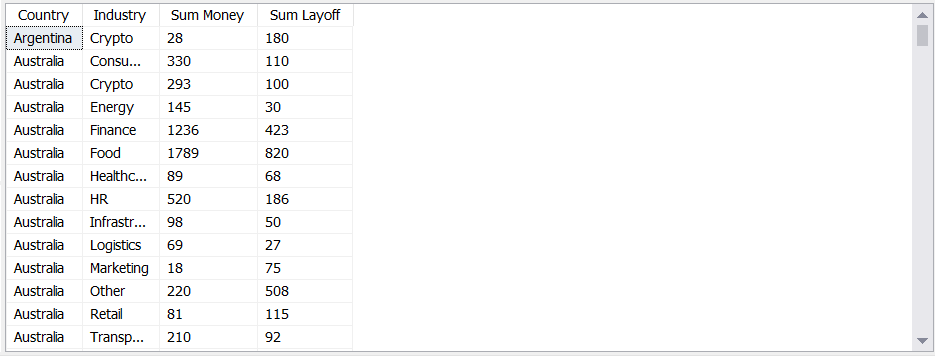 Country Industry Sum Money Sum Layoff
Argentina Crypto 28 180
Australia Consu... 330 110
Australia Crypto 293 100
Australia Energy 145 30
Australia Finance 1236 423
Australia Food 1789 820
Australia Healthc... 89 68
Australia HR 520 186
Australia Infrastr... 98 50
Australia Logistics 69 27
Australia Marketing 18 75
Australia Other 220 508
Australia Retail 81 115
Australia Transp... 210 92